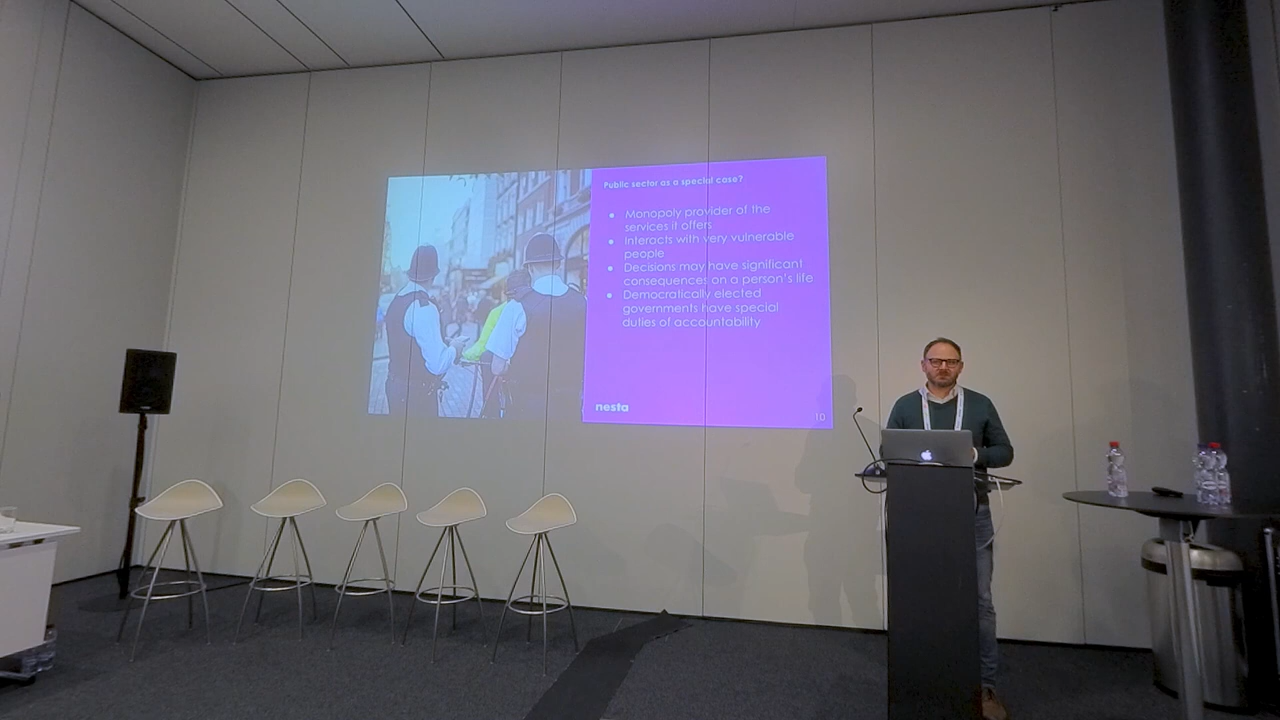 Public sector as a special case?
● Monopoly provider of the
services it offers
● Interacts with very vulnerable
people
● Decisions may have significant
consequences on a person's life
● Democratically elected
governments have special
duties of accountability
nesta
10